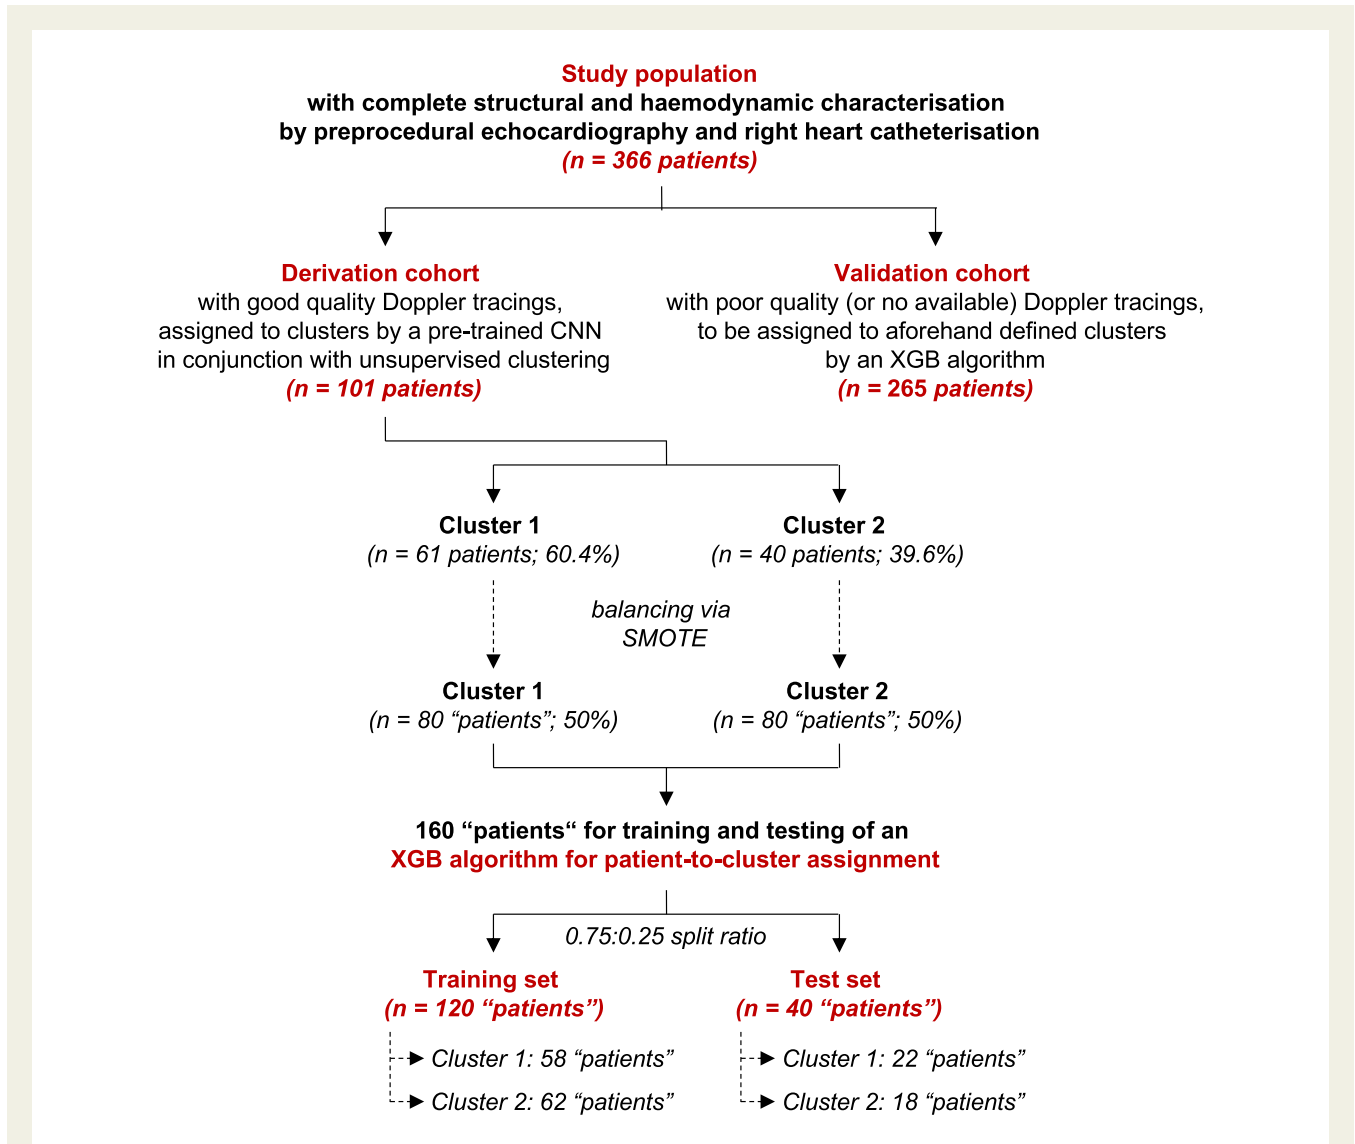 Study population
with complete structural and haemodynamic characterisation
by preprocedural echocardiography and right heart catheterisation
(n = 366 patients)
Derivation cohort
with good quality Doppler tracings,
assigned to clusters by a pre-trained CNN
in conjunction with unsupervised clustering
(n = 101 patients)
Validation cohort
with poor quality (or no available) Doppler tracings,
to be assigned to aforehand defined clusters
by an XGB algorithm
(n = 265 patients)
Cluster 1
(n = 61 patients; 60.4%)
Cluster 2
(n = 40 patients; 39.6%)
balancing via
SMOTE
Cluster 1
(n = 80 “patients”; 50%)
Cluster 2
(n = 80 “patients”; 50%)
160 “patients“ for training and testing of an
XGB algorithm for patient-to-cluster assignment
0.75:0.25 split ratio
Training set
(n = 120 “patients”)
Cluster 1: 58 “patients”
Cluster 2: 62 “patients”
Test set
(n = 40 “patients”)
Cluster 1: 22 “patients”
Cluster 2: 18 “patients”